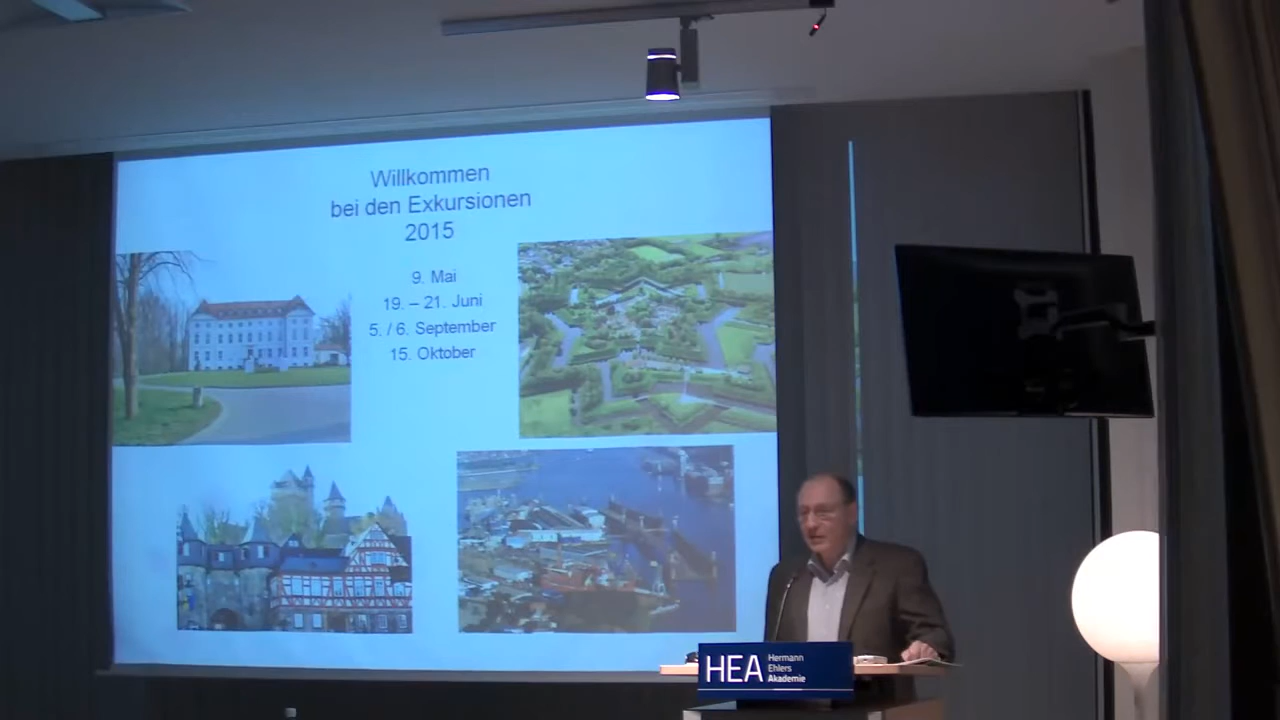 Willkommen
bei den Exkursionen
2015
9. Mai
19. – 21. Juni
5. / 6. September
15. Oktober
HEA
Hermann
Ehlers
Akademie